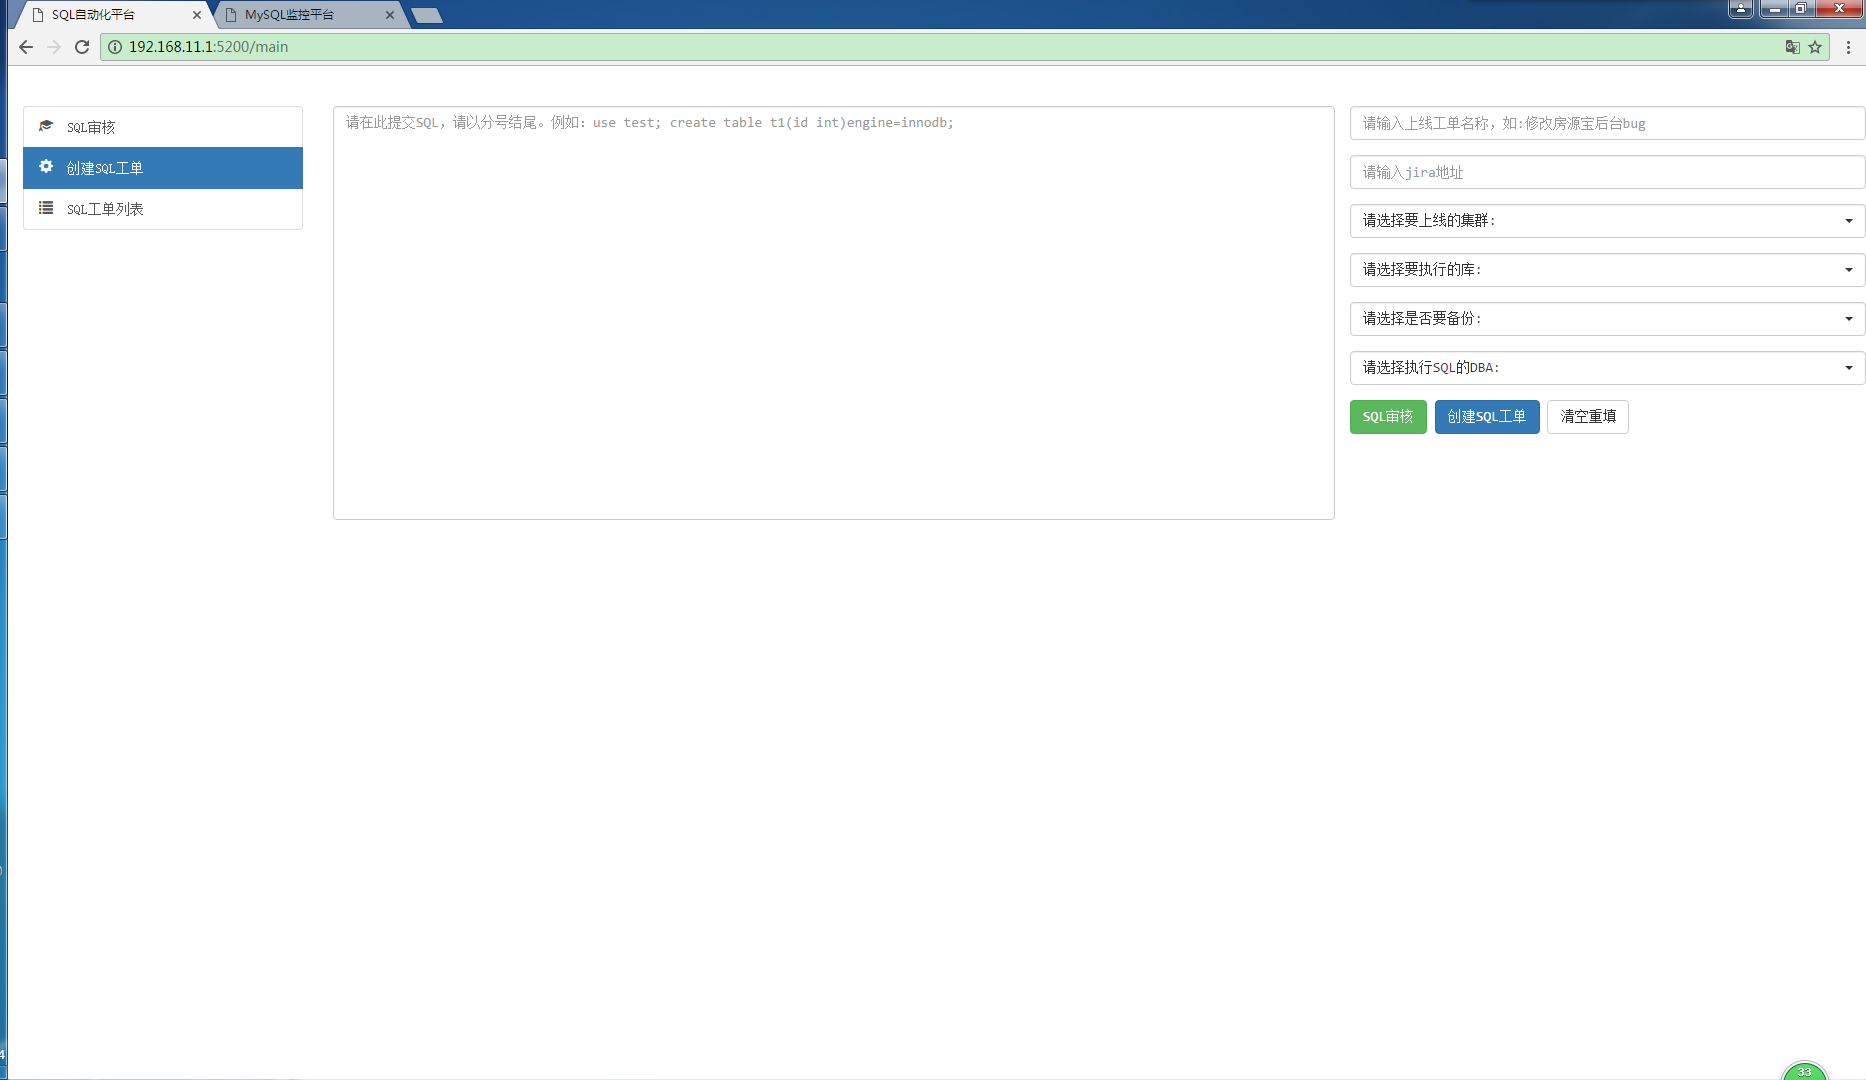 SQL自动化平台
MySQL监控平台
192.168.11.1:5200/main
SQL审核
创建SQL工单
SQL工单列表
请在此提交SQL，请以分号结尾。例如：use test; create table t1(id int)engine=innodb;
请输入上线工单名称，如:修改房源宝后台bug
请输入jira地址
请选择要上线的集群:
请选择要执行的库:
请选择是否要备份:
请选择执行SQL的DBA:
SQL审核
创建SQL工单
清空重填
4
33